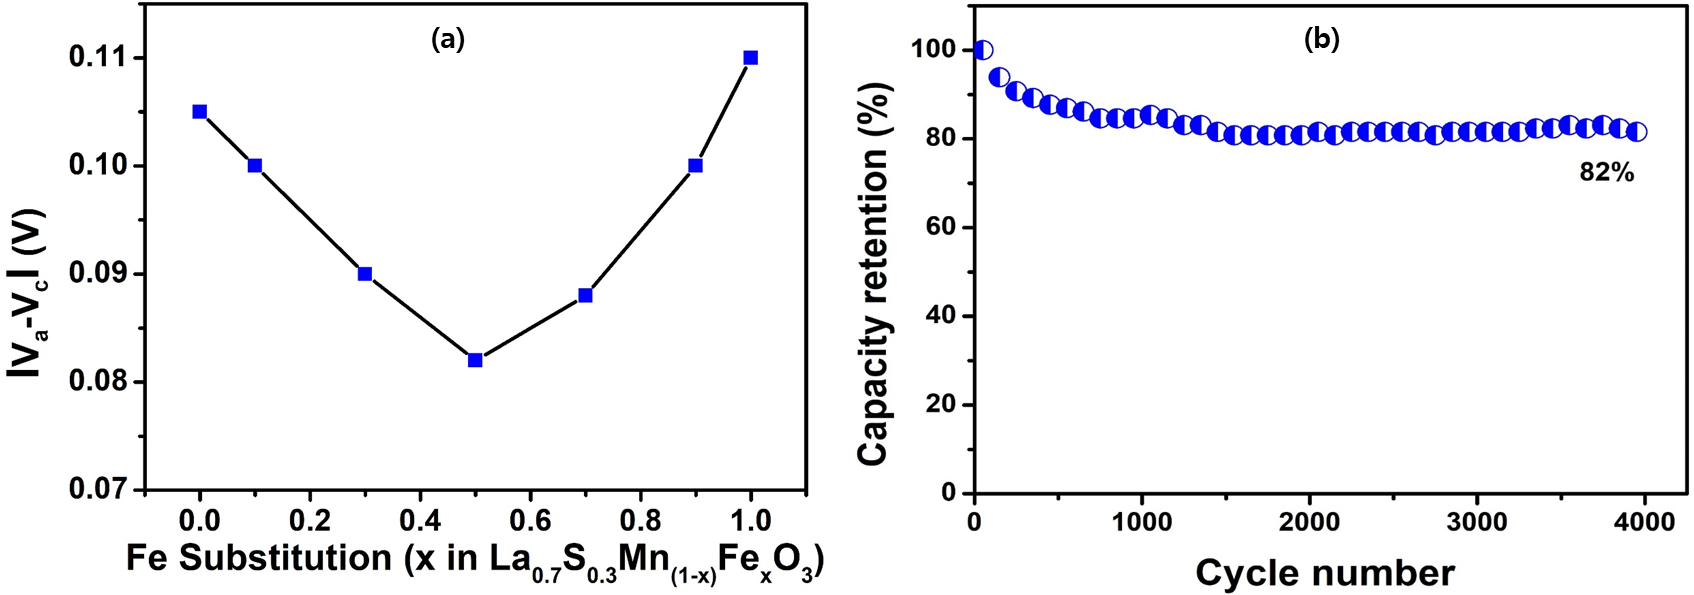 (a)
0.11
0.10
0.09
0.08
0.07
|Va-Vc| (V)
0.0 0.2 0.4 0.6 0.8 1.0
Fe Substitution (x in La0.7S0.3Mn(1-x)FexO3)
(b)
100
80
60
40
20
0
Capacity retention (%)
82%
0 1000 2000 3000 4000
Cycle number